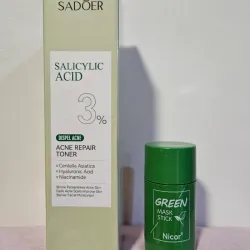 SADOER
SALICYLIC
ACID
3%
DISPEL ACNE
ACNE REPAIR
TONER
• Centella Asiatica
• Hyaluronic Acid
• Niacinamide
GREEN
MASK
STICK
Nicor